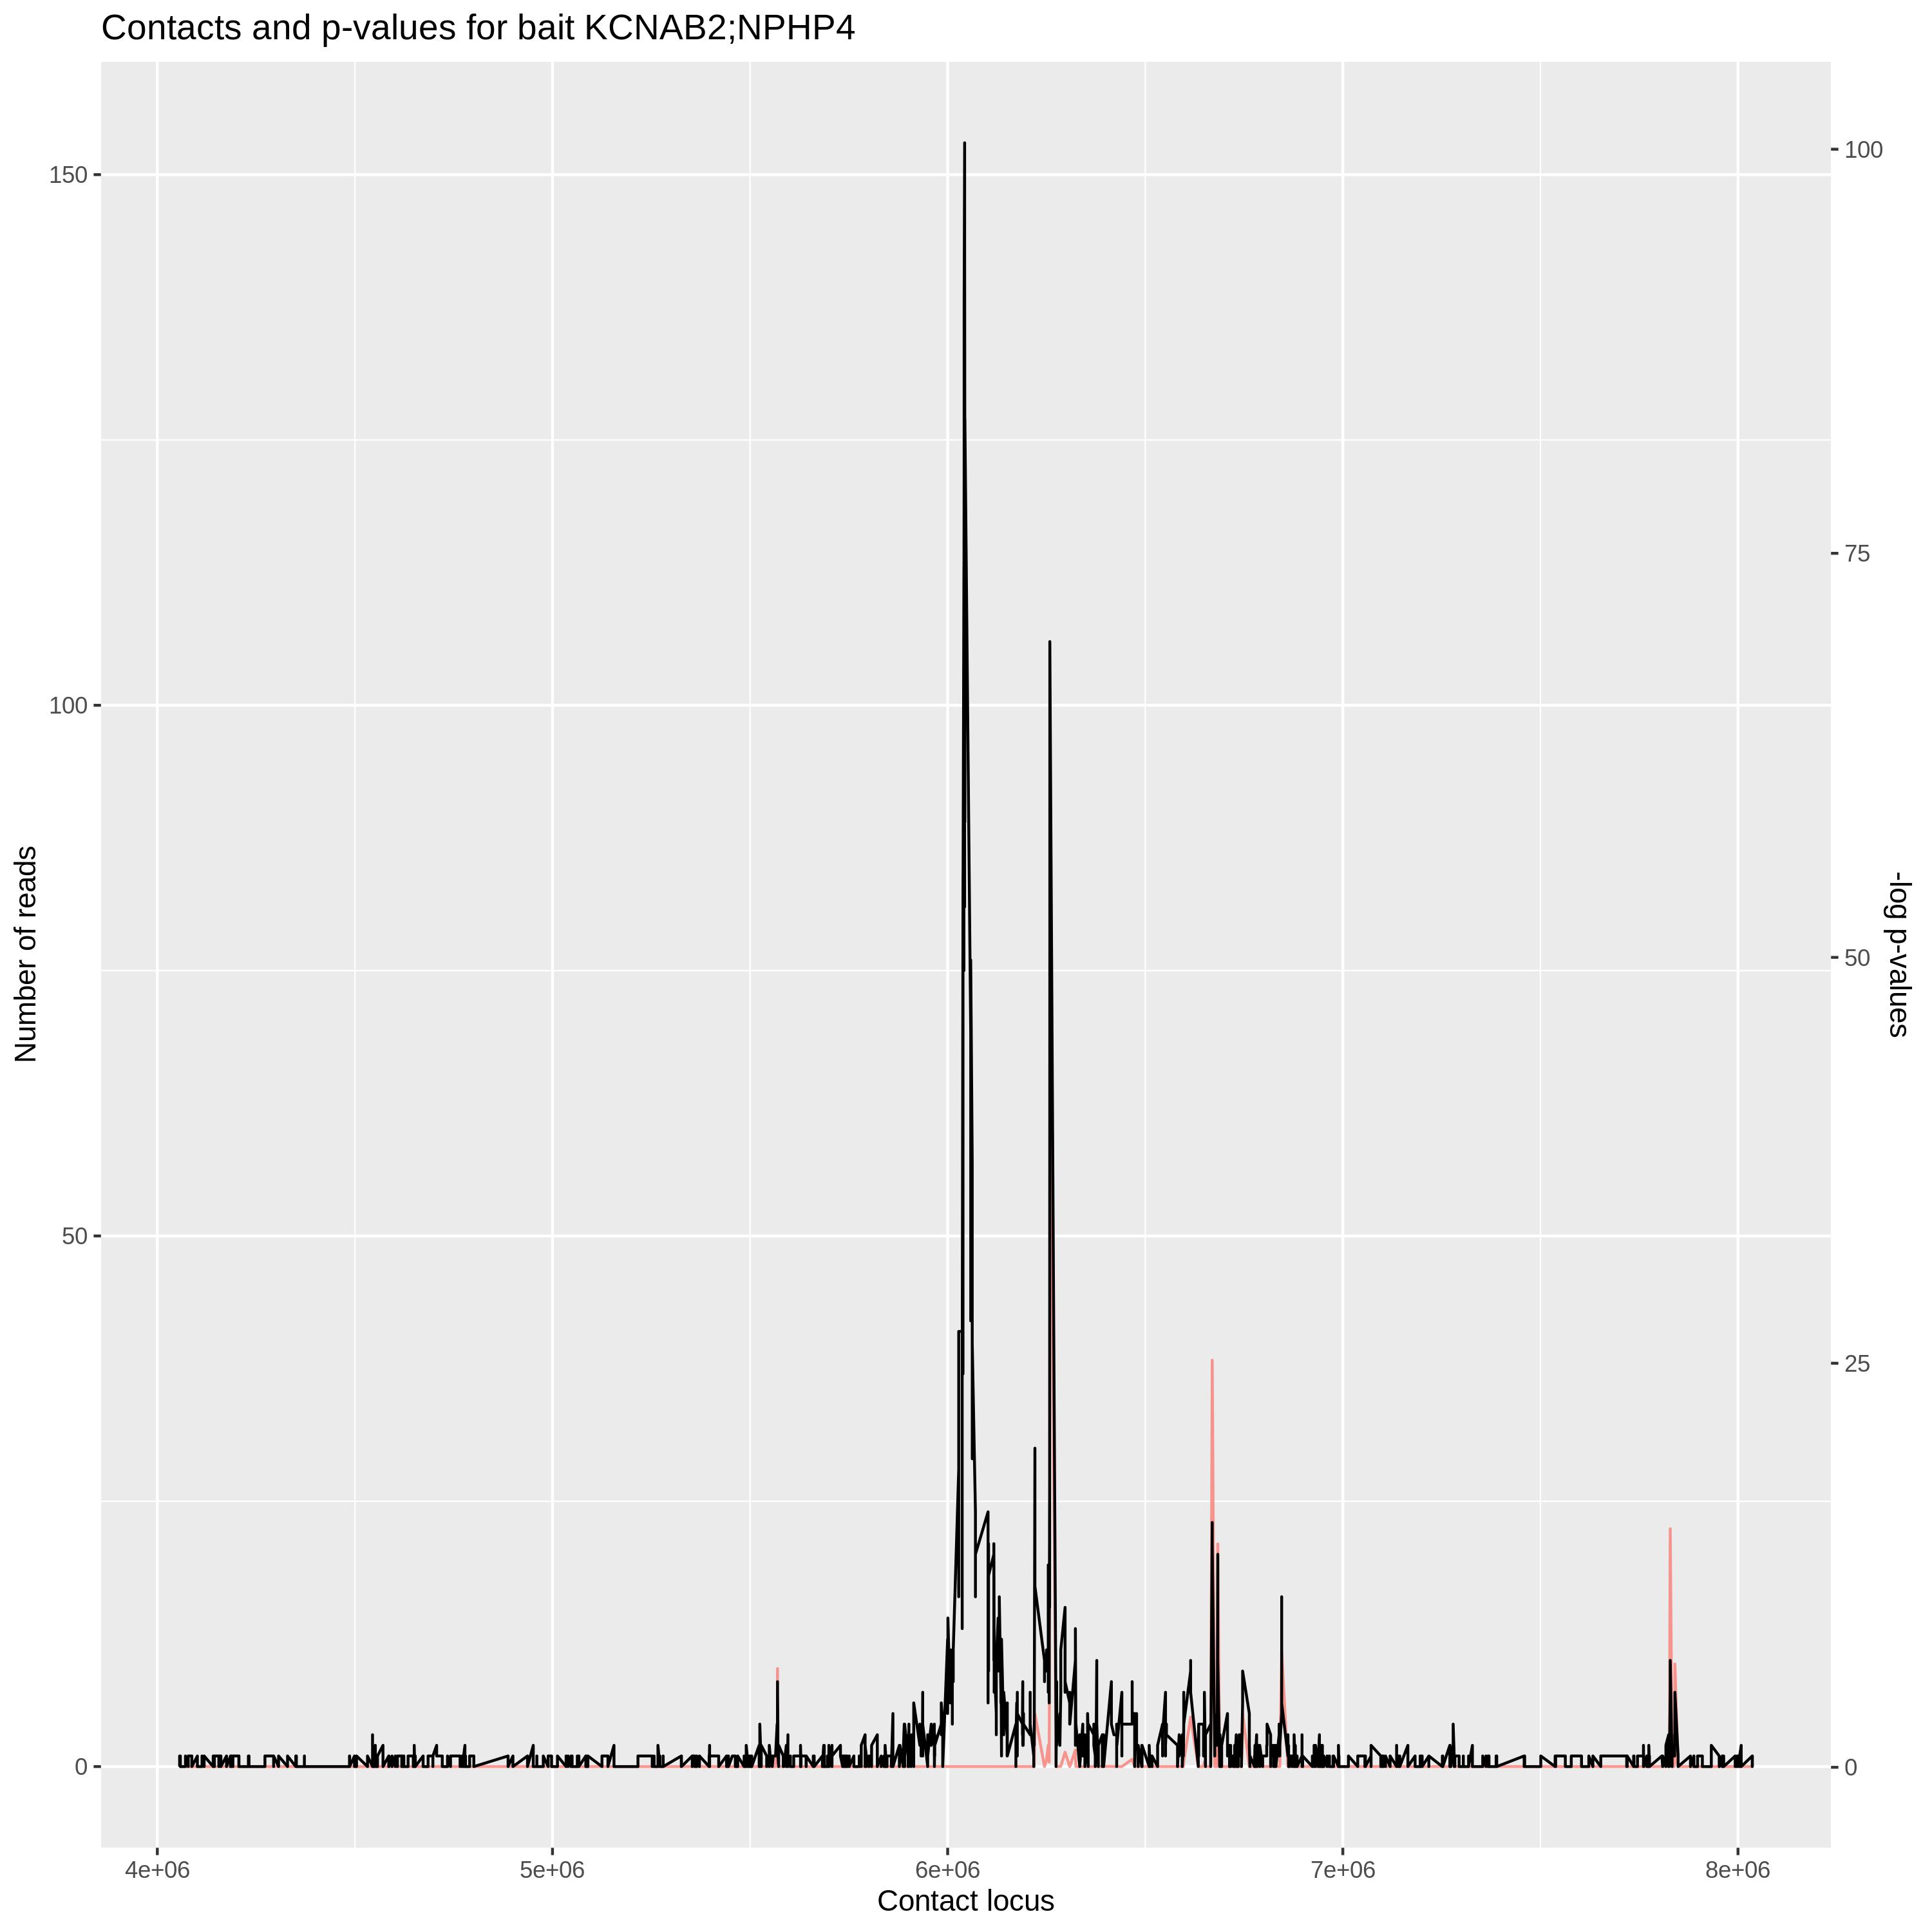 Contacts and p-values for bait KCNAB2;NPHP4
150
100
50
0
Number of reads
100
75
50
25
0
-log p-values
4e+06 5e+06 6e+06 7e+06 8e+06
Contact locus